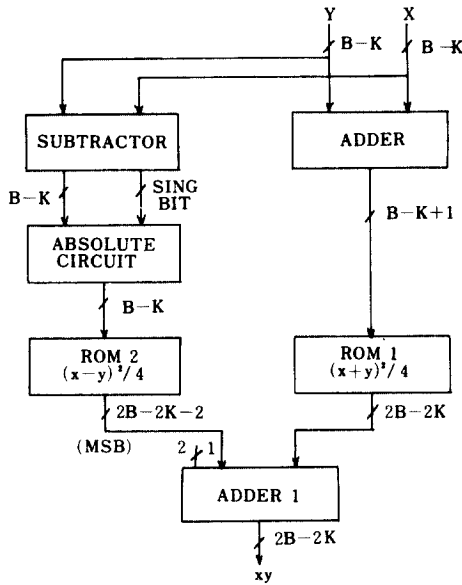 Y X
B-K B-K
SUBTRACTOR ADDER
B-K SING BIT B-K+1
ABSOLUTE CIRCUIT
B-K
ROM 2 (x-y)²/4
ROM 1 (x+y)²/4
2B-2K-2 2B-2K
(MSB) 2 1
ADDER 1
2B-2K
xy